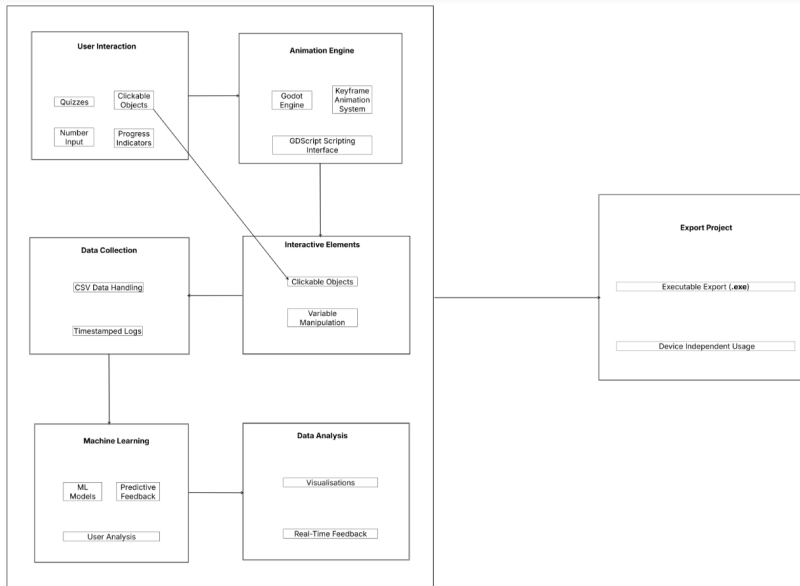 User Interaction
Quizzes
Clickable
Objects
Number
Input
Progress
Indicators
Animation Engine
Godot
Engine
Keyframe
Animation
System
GDScript Scripting
Interface
Data Collection
CSV Data Handling
Timestamped Logs
Interactive Elements
Clickable Objects
Variable
Manipulation
Machine Learning
ML
Models
Predictive
Feedback
User Analysis
Data Analysis
Visualisations
Real-Time Feedback
Export Project
Executable Export (.exe)
Device Independent Usage